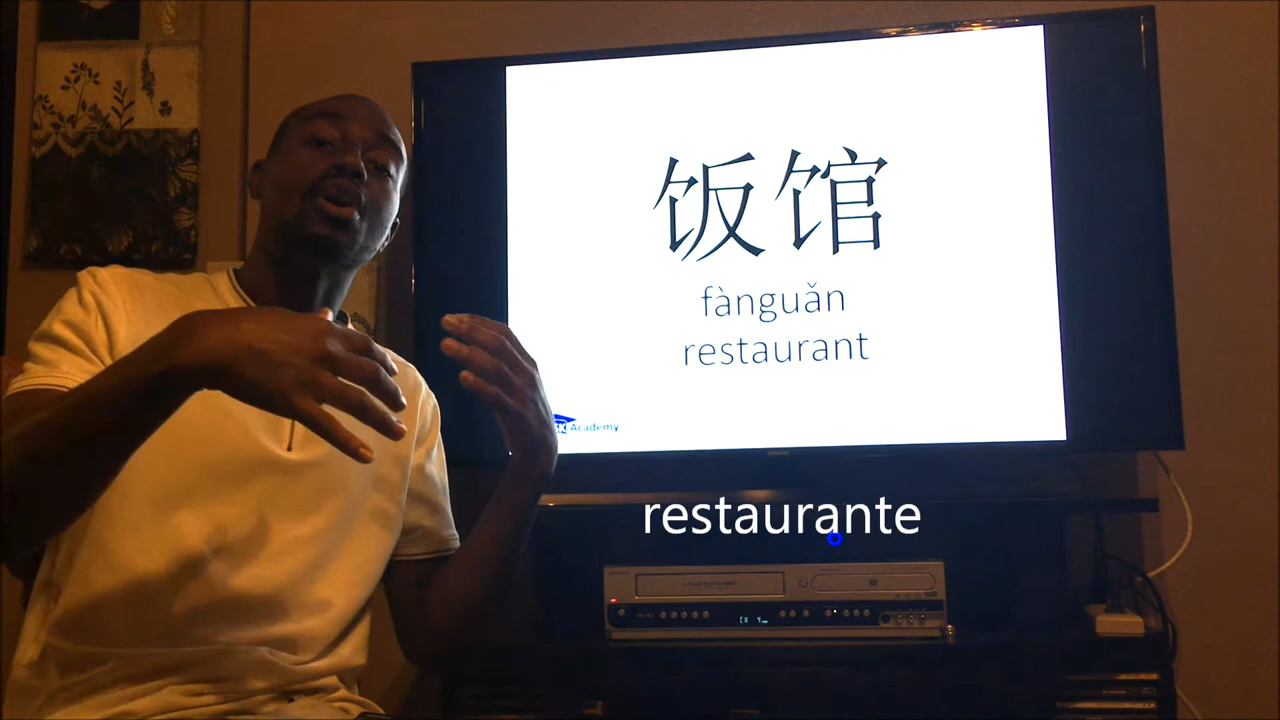 饭馆
fànguǎn
restaurant
Academy
restaurante